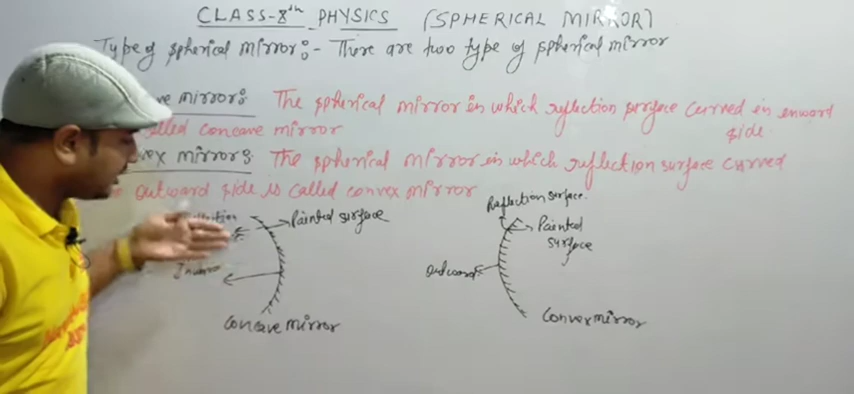 CLASS-8th PHYSICS (SPHERICAL MIRROR)
Type of spherical mirror:- There are two type of spherical mirror
mirror: The spherical mirror in which reflection surface curved in inward side.
called concave mirror
mirror: The spherical mirror in which reflection surface curved
outward side is called convex mirror
Painted surface
concave mirror
Reflection surface.
Painted
surface
outward
Convex mirror